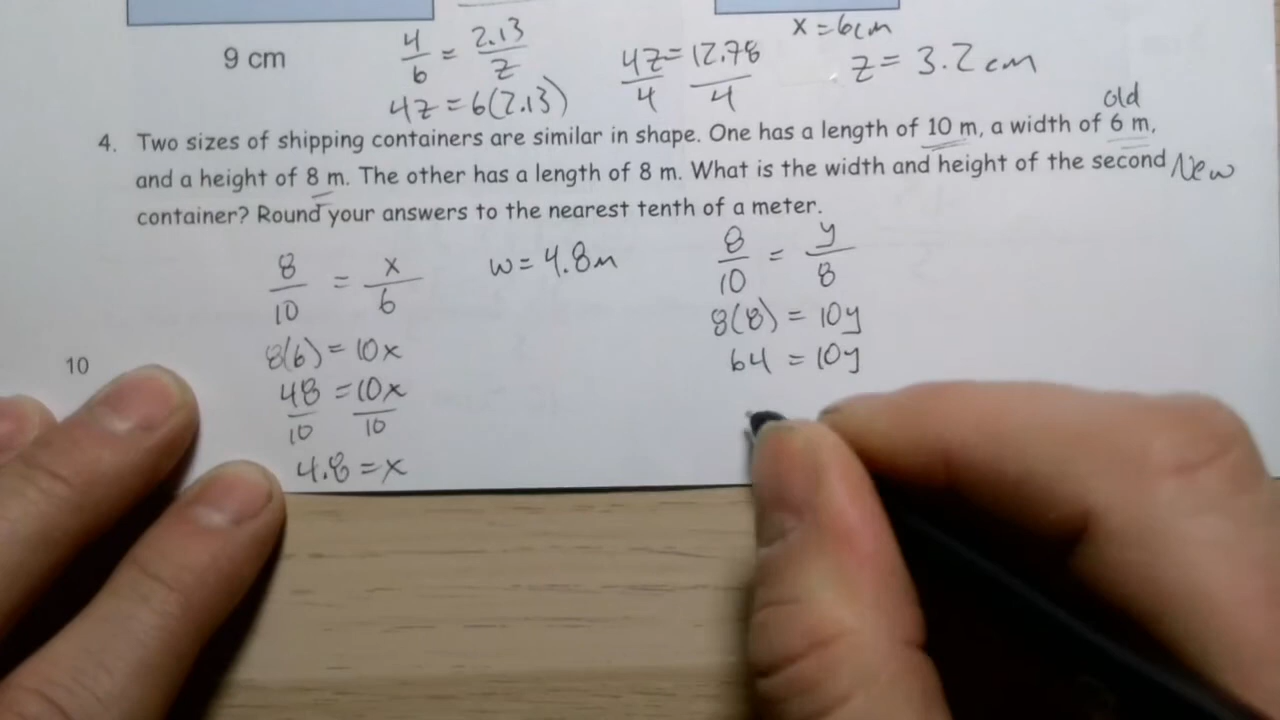 9 cm
4/6 = 2.13/z
4z = 6(2.13)
4z/4 = 12.78/4
x = 6cm
z = 3.2 cm
old
4. Two sizes of shipping containers are similar in shape. One has a length of 10 m, a width of 6 m,
and a height of 8 m. The other has a length of 8 m. What is the width and height of the second New
container? Round your answers to the nearest tenth of a meter.
8/10 = x/6
8(6) = 10x
48/10 = 10x/10
4.8 = x
w = 4.8m
8/10 = y/8
8(8) = 10y
64 = 10y
10